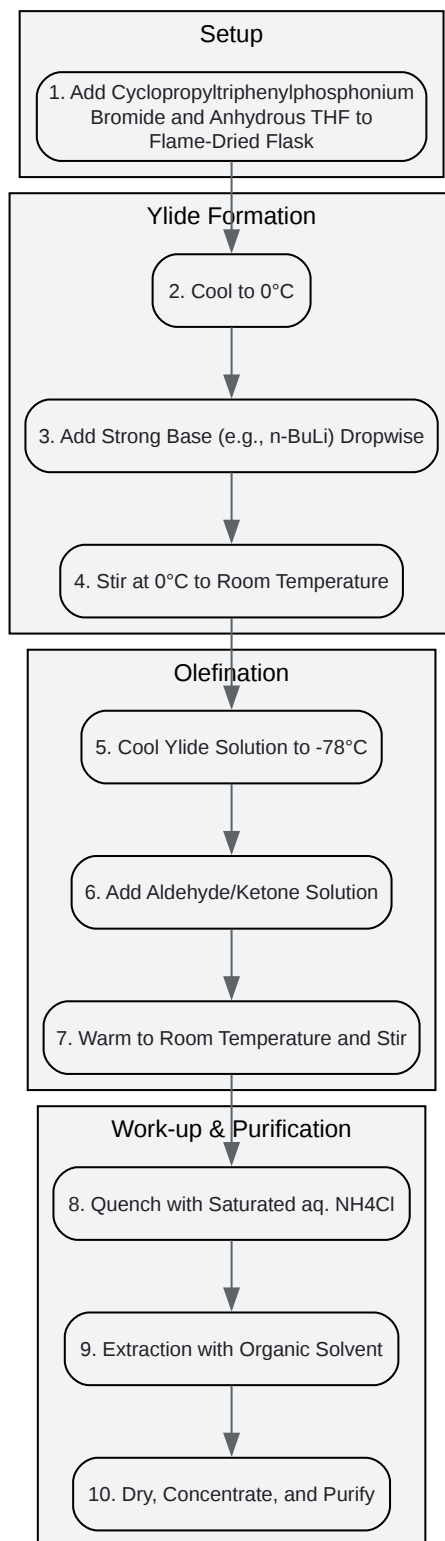 Setup
1. Add Cyclopropyltriphenylphosphonium
Bromide and Anhydrous THF to
Flame-Dried Flask
Ylide Formation
2. Cool to 0°C
3. Add Strong Base (e.g., n-BuLi) Dropwise
4. Stir at 0°C to Room Temperature
Olefination
5. Cool Ylide Solution to -78°C
6. Add Aldehyde/Ketone Solution
7. Warm to Room Temperature and Stir
Work-up & Purification
8. Quench with Saturated aq. NH4Cl
9. Extraction with Organic Solvent
10. Dry, Concentrate, and Purify